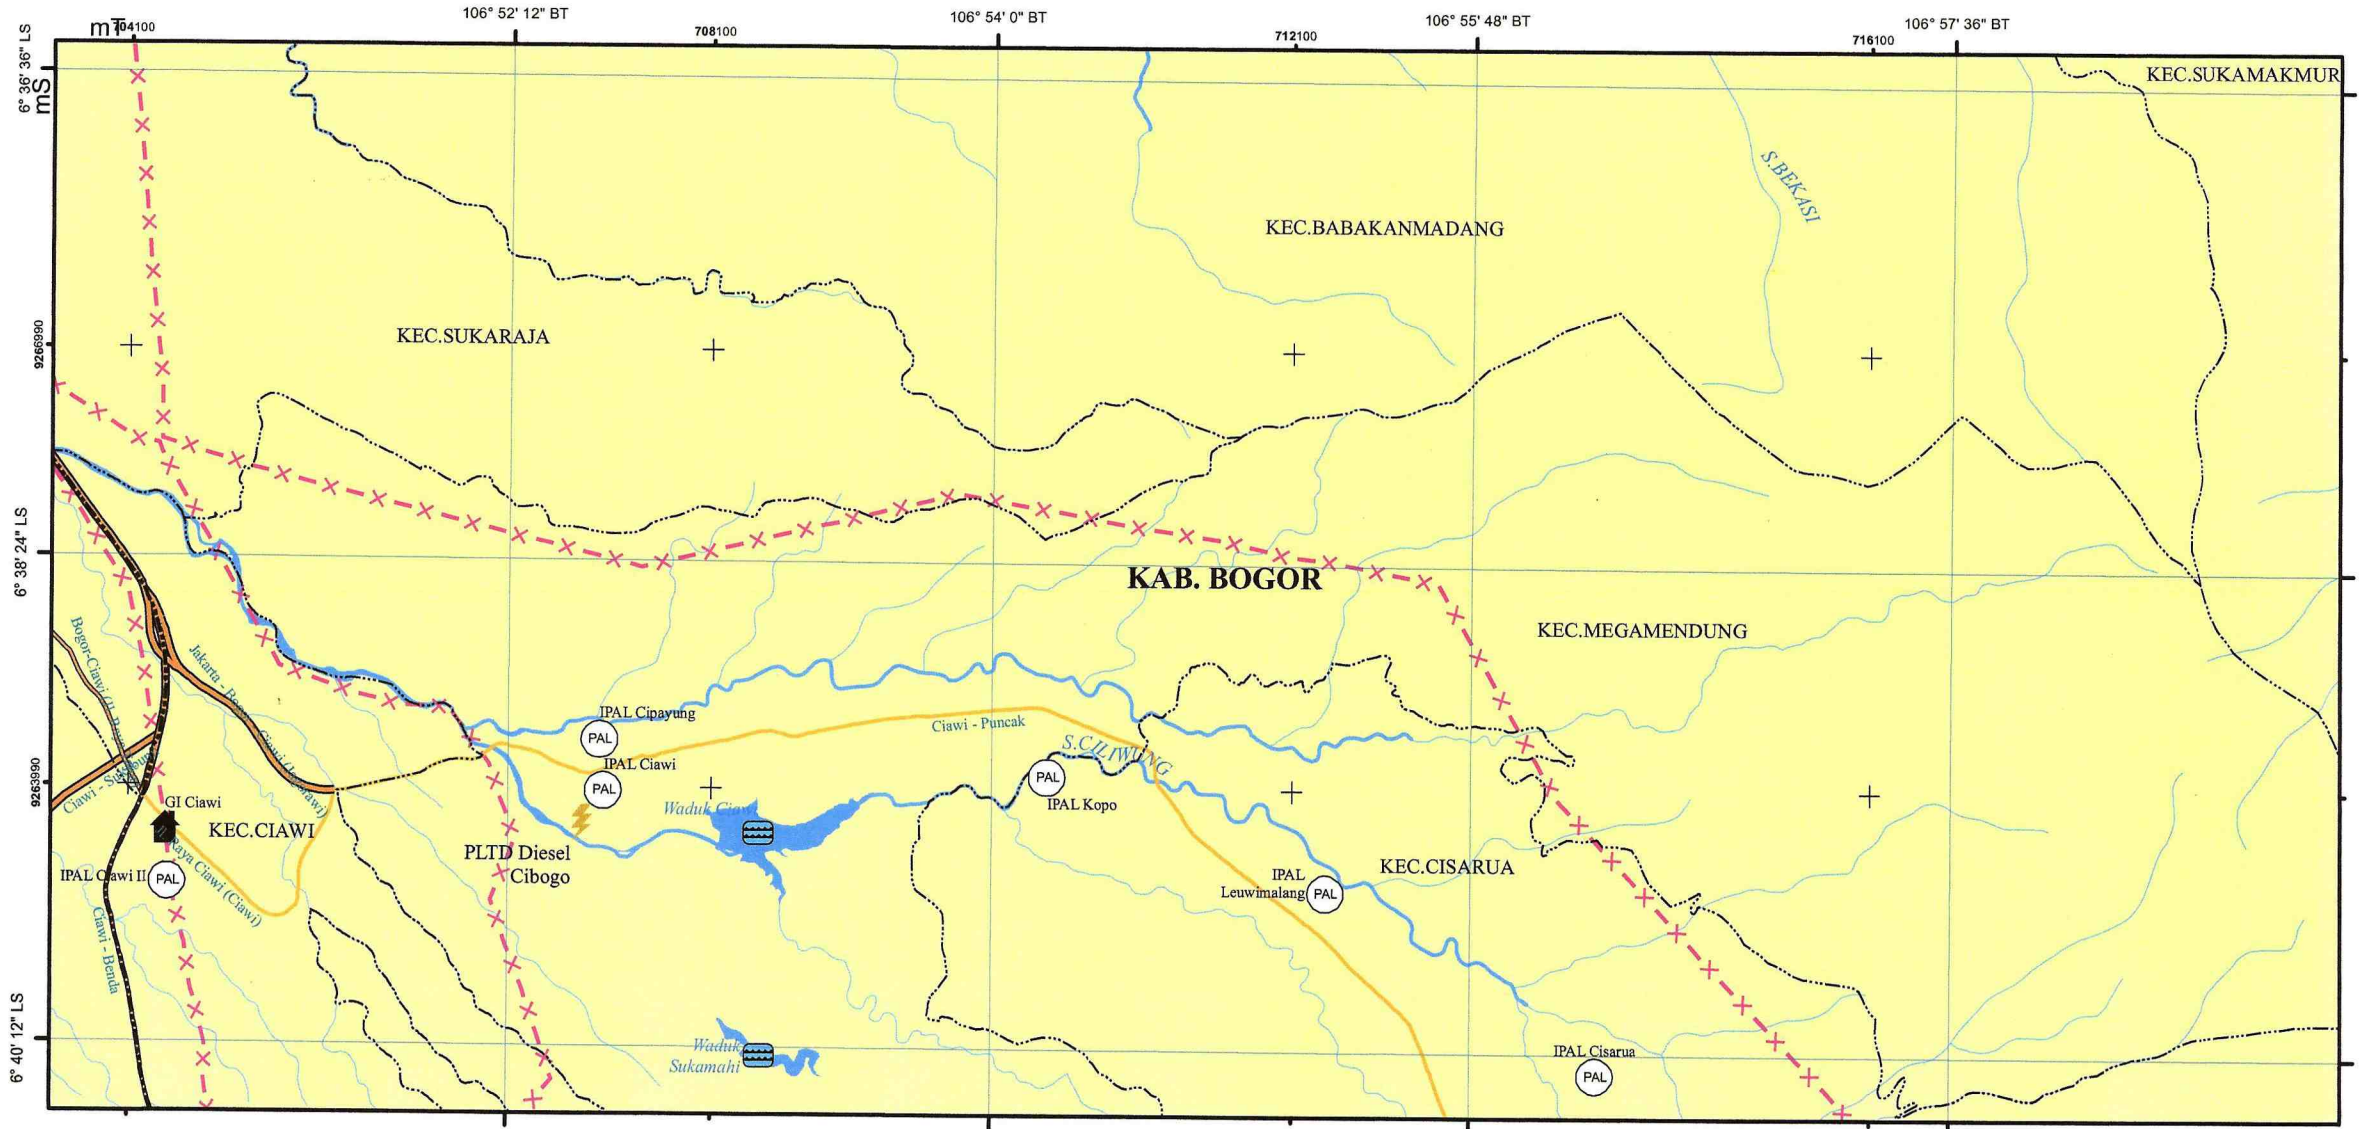 mT
704100
106° 52' 12" BT
708100
106° 54' 0" BT
712100
106° 55' 48" BT
716100
106° 57' 36" BT
6° 36' 36" LS
mS
KEC.SUKAMAKMUR
S.BEKASI
KEC.BABAKANMADANG
9266990
KEC.SUKARAJA
6° 38' 24" LS
KAB. BOGOR
KEC.MEGAMENDUNG
Bogor-Ciawi
Jakarta - Ciawi
IPAL Cipayung
PAL
Ciawi - Puncak
S.CILIWUNG
IPAL Ciawi
PAL
PAL
IPAL Kopo
9263990
Ciawi -
GI Ciawi
KEC.CIAWI
Waduk Ciawi
PLTD Diesel
Cibogo
Raya Ciawi (Ciawi)
IPAL Ciawi II
PAL
KEC.CISARUA
IPAL
Leuwimalang
PAL
Ciawi - Benda
6° 40' 12" LS
Waduk
Sukamahi
IPAL Cisarua
PAL